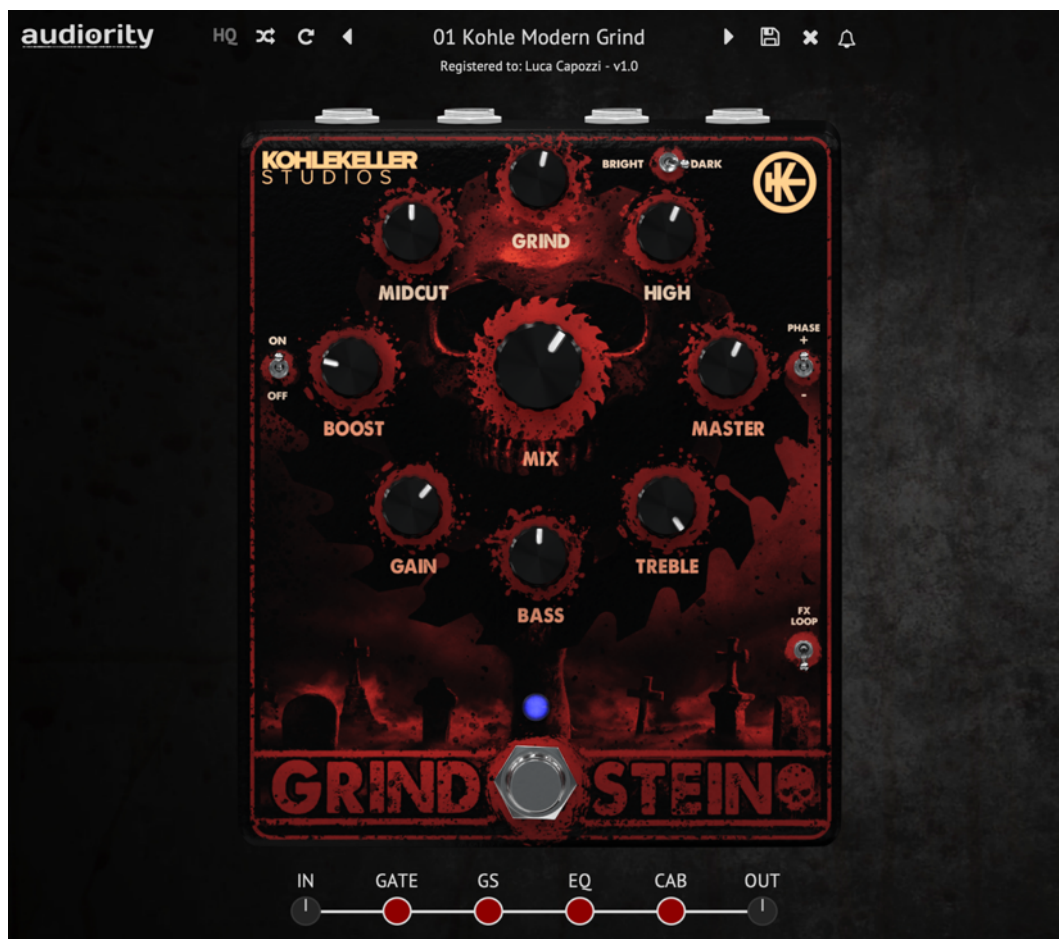 audiority
HQ
01 Kohle Modern Grind
Registered to: Luca Capozzi - v1.0
KOHLEKELLER
STUDIOS
BRIGHT
DARK
GRIND
MIDCUT
HIGH
ON
OFF
PHASE
+
-
BOOST
MASTER
MIX
GAIN
TREBLE
BASS
FX
LOOP
GRIND STEIN
IN GATE GS EQ CAB OUT